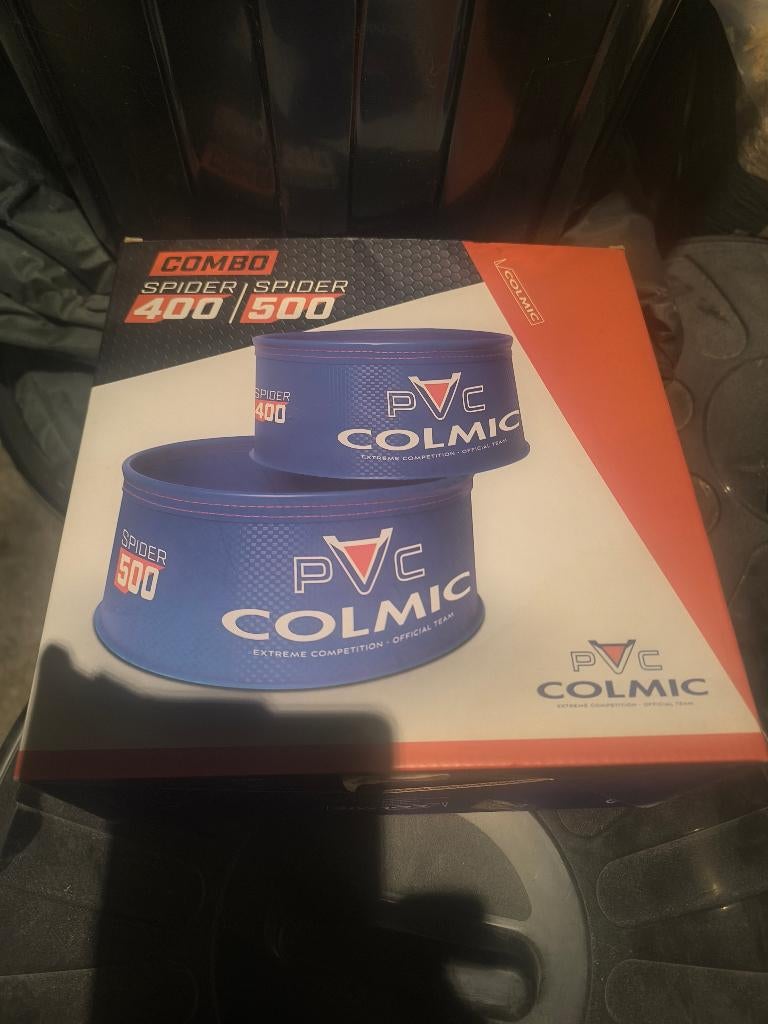 COMBO
SPIDER 400 | SPIDER 500
COLMIC
SPIDER
400
PVC
COLMIC
EXTREME COMPETITION - OFFICIAL TEAM
SPIDER
500
PVC
COLMIC
EXTREME COMPETITION - OFFICIAL TEAM
PVC
COLMIC
EXTREME COMPETITION - OFFICIAL TEAM